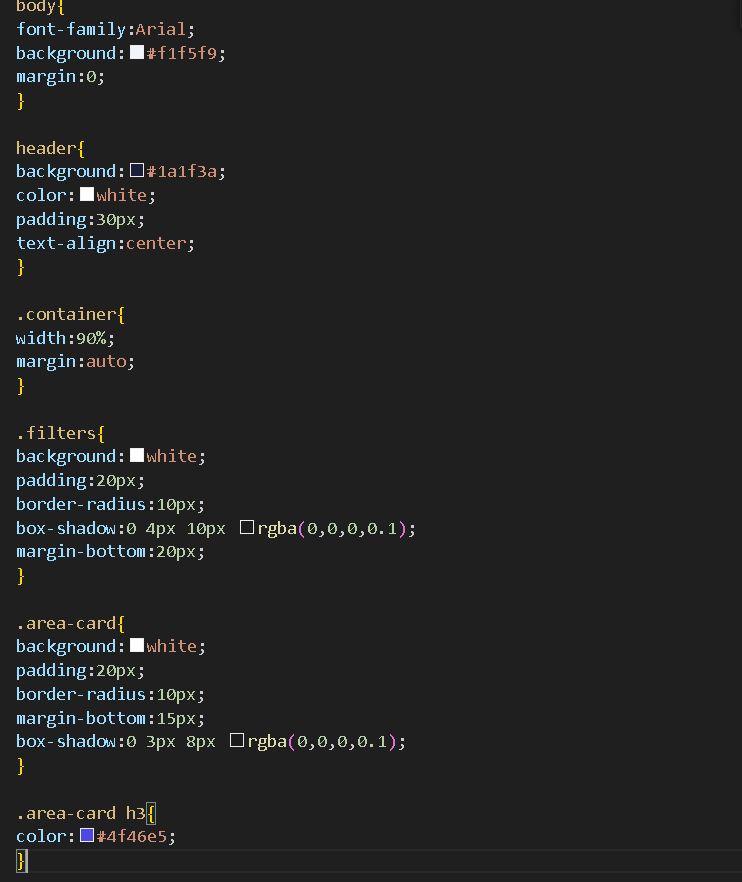 body{
font-family:Arial;
background:#f1f5f9;
margin:0;
}
header{
background:#1a1f3a;
color:white;
padding:30px;
text-align:center;
}
.container{
width:90%;
margin:auto;
}
.filters{
background:white;
padding:20px;
border-radius:10px;
box-shadow:0 4px 10px rgba(0,0,0,0.1);
margin-bottom:20px;
}
.area-card{
background:white;
padding:20px;
border-radius:10px;
margin-bottom:15px;
box-shadow:0 3px 8px rgba(0,0,0,0.1);
}
.area-card h3{
color:#4f46e5;
}